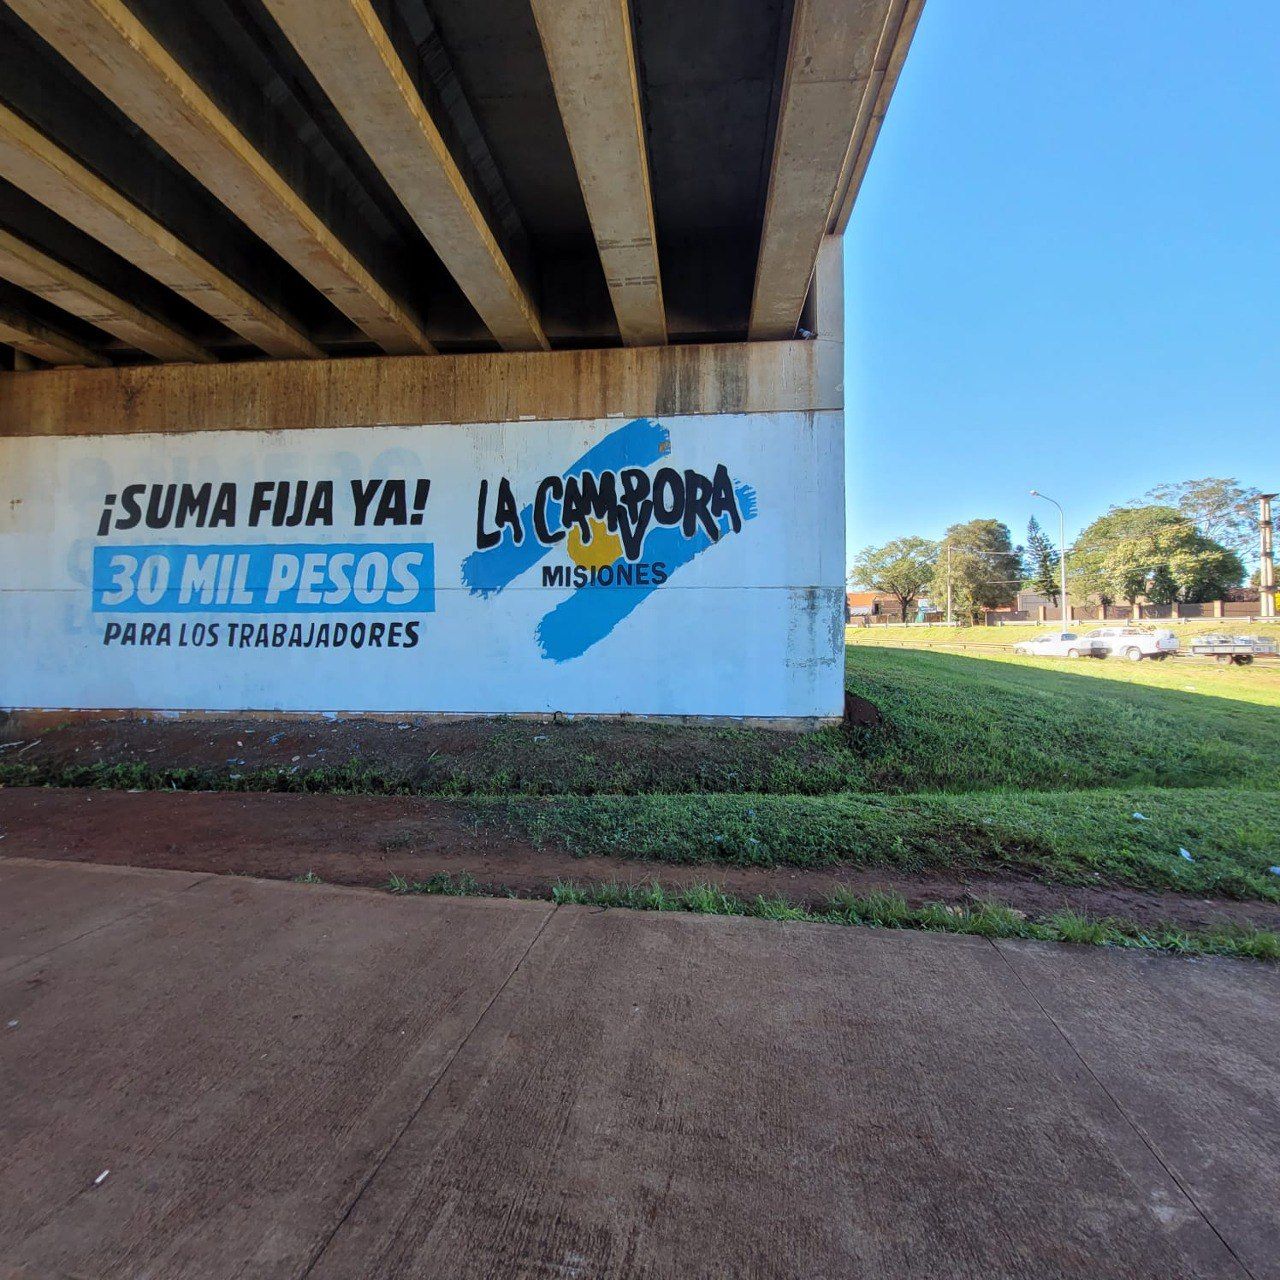 ¡SUMA FIJA YA!
30 MIL PESOS
PARA LOS TRABAJADORES
LA CAMPORA
MISIONES